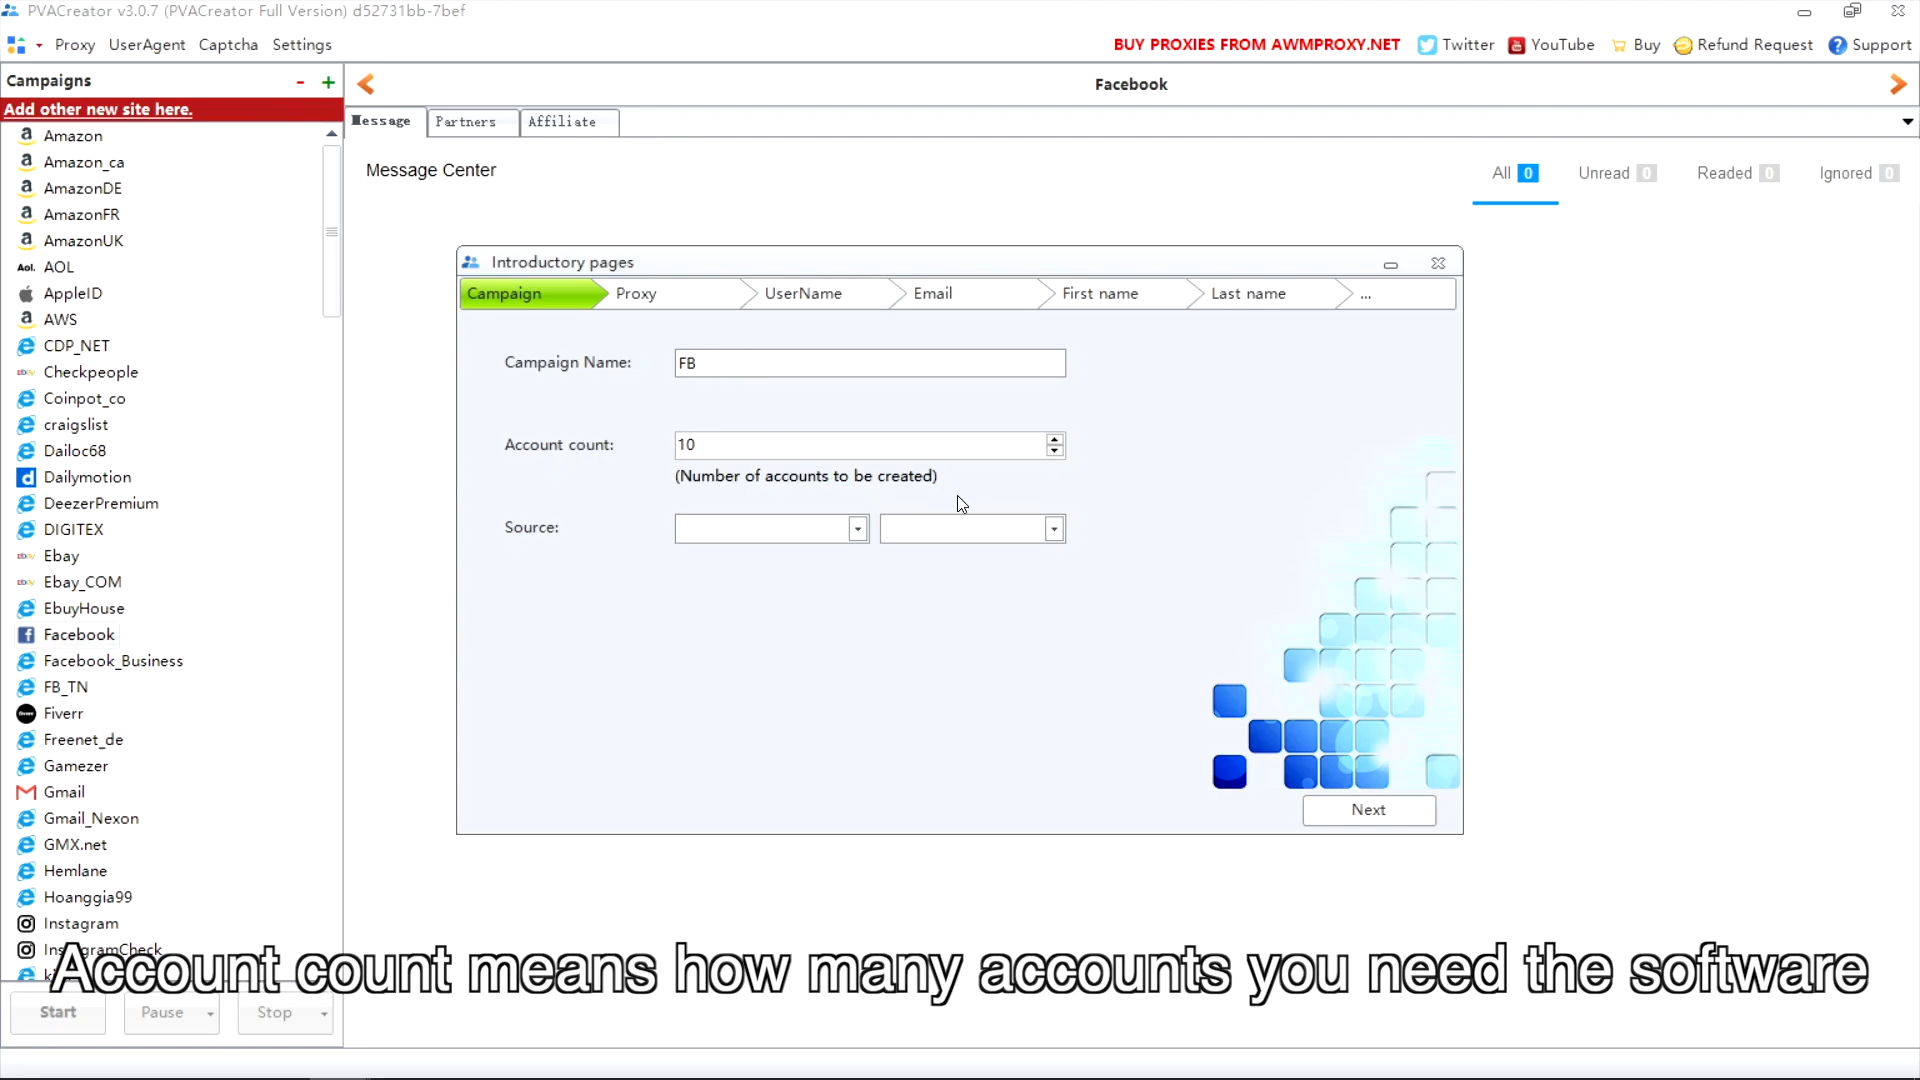 PVACreator v3.0.7 (PVACreator Full Version) d52731bb-7bef
Proxy UserAgent Captcha Settings
BUY PROXIES FROM AWMPROXY.NET Twitter YouTube Buy Refund Request Support
Campaigns - +
Facebook
Add other new site here.
Message Partners Affiliate
Message Center
All 0 Unread 0 Readed 0 Ignored 0
Amazon
Amazon_ca
AmazonDE
AmazonFR
AmazonUK
Aol. AOL
AppleID
AWS
CDP_NET
Checkpeople
Coinpot_co
craigslist
Dailoc68
Dailymotion
DeezerPremium
DIGITEX
Ebay
Ebay_COM
EbuyHouse
Facebook
Facebook_Business
FB_TN
Fiverr
Freenet_de
Gamezer
Gmail
Gmail_Nexon
GMX.net
Hemlane
Hoanggia99
Instagram
InstagramCheck
Introductory pages
Campaign Proxy UserName Email First name Last name ...
Campaign Name: FB
Account count: 10
(Number of accounts to be created)
Source:
Next
Account count means how many accounts you need the software
Start Pause Stop